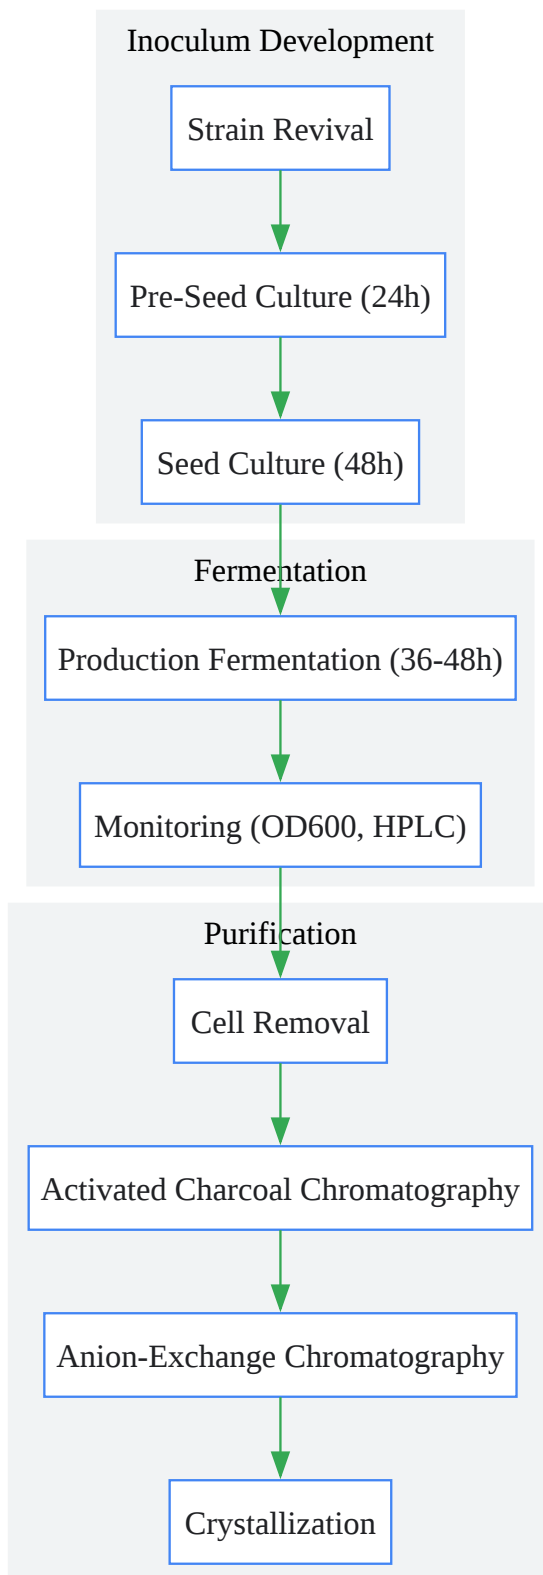 Inoculum Development
Strain Revival
Pre-Seed Culture (24h)
Seed Culture (48h)
Fermentation
Production Fermentation (36-48h)
Monitoring (OD600, HPLC)
Purification
Cell Removal
Activated Charcoal Chromatography
Anion-Exchange Chromatography
Crystallization